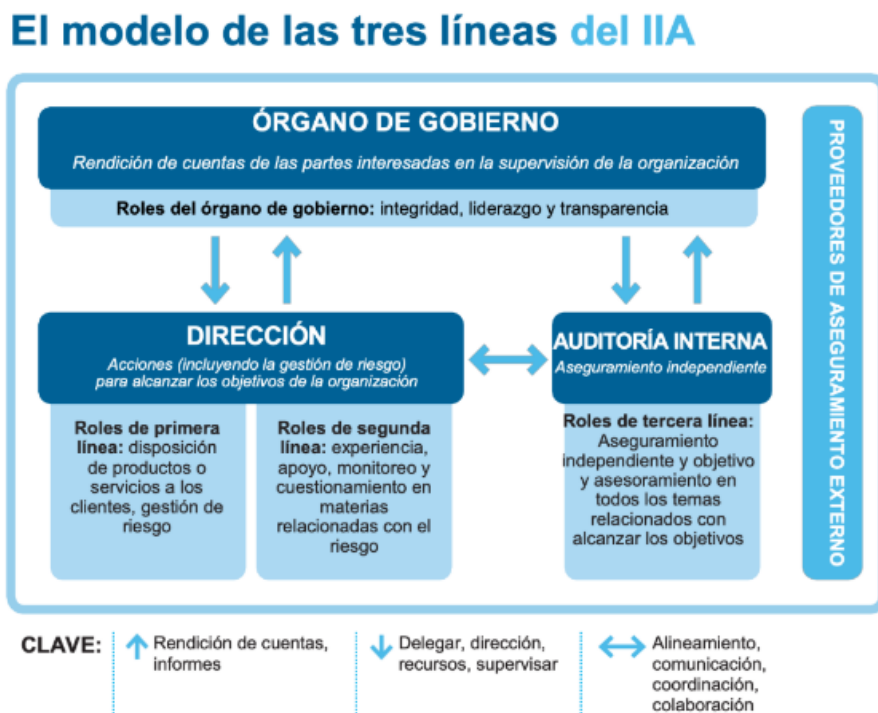 El modelo de las tres líneas del IIA
ÓRGANO DE GOBIERNO
Rendición de cuentas de las partes interesadas en la supervisión de la organización
Roles del órgano de gobierno: integridad, liderazgo y transparencia
DIRECCIÓN
Acciones (incluyendo la gestión de riesgo)
para alcanzar los objetivos de la organización
Roles de primera
línea: disposición
de productos o
servicios a los
clientes, gestión de
riesgo
Roles de segunda
línea: experiencia,
apoyo, monitoreo y
cuestionamiento en
materias
relacionadas con el
riesgo
AUDITORÍA INTERNA
Aseguramiento independiente
Roles de tercera línea:
Aseguramiento
independiente y objetivo
y asesoramiento en
todos los temas
relacionados con
alcanzar los objetivos
PROVEEDORES DE ASEGURAMIENTO EXTERNO
CLAVE:
Rendición de cuentas,
informes
Delegar, dirección,
recursos, supervisar
Alineamiento,
comunicación,
coordinación,
colaboración